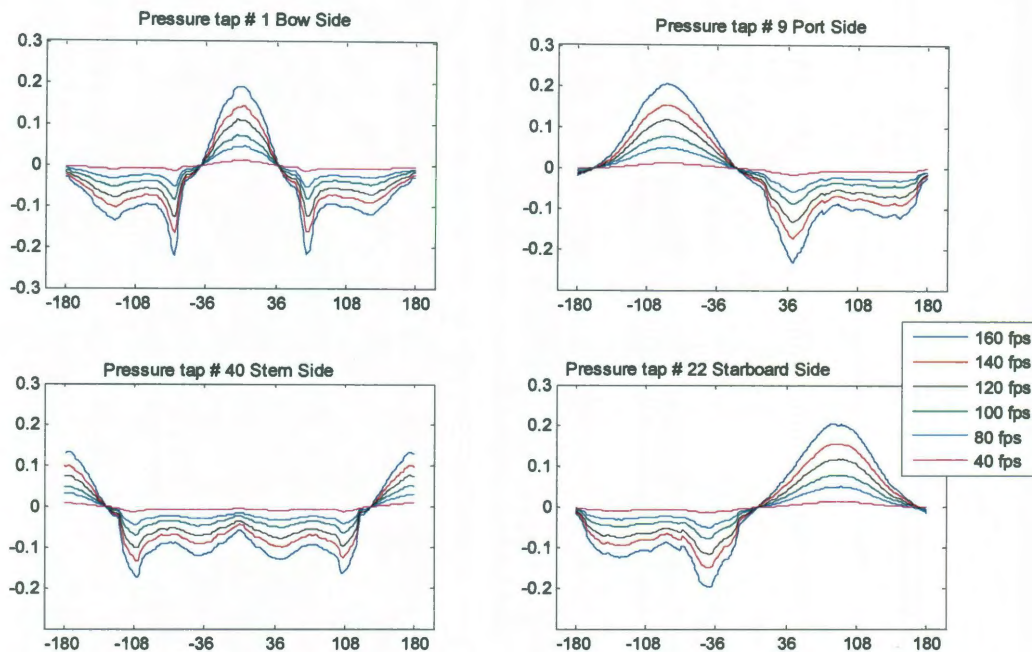 Pressure tap # 1 Bow Side
0.3
0.2
0.1
0
-0.1
-0.2
-0.3
-180 -108 -36 36 108 180
Pressure tap # 9 Port Side
0.3
0.2
0.1
0
-0.1
-0.2
-180 -108 -36 36 108 180
160 fps
140 fps
120 fps
100 fps
80 fps
40 fps
Pressure tap # 40 Stern Side
0.3
0.2
0.1
0
-0.1
-0.2
-180 -108 -36 36 108 180
Pressure tap # 22 Starboard Side
0.3
0.2
0.1
0
-0.1
-0.2
-180 -108 -36 36 108 180